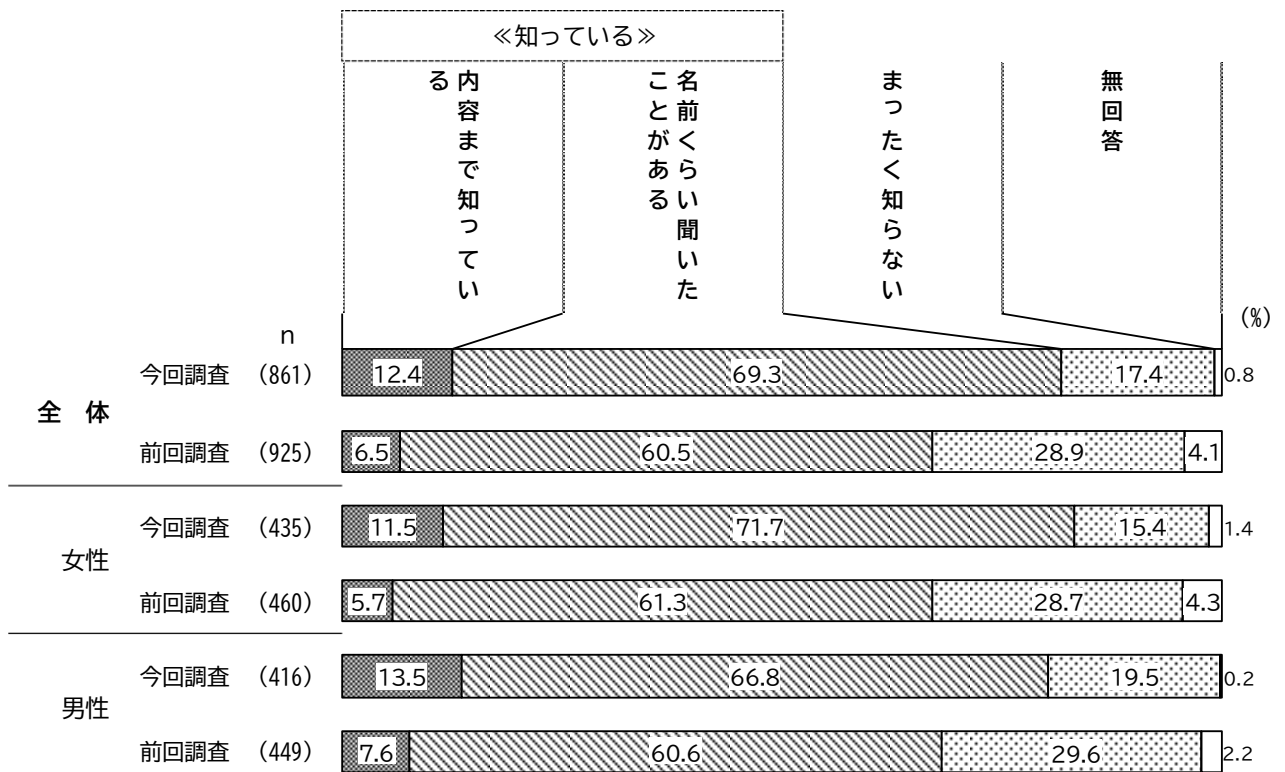 ≪知っている≫
内容まで知ってい
る
名前くらい聞いた
ことがある
まったく知らない
無回答
(%)
n
全 体
今回調査 (861) 12.4 69.3 17.4 0.8
前回調査 (925) 6.5 60.5 28.9 4.1
女性
今回調査 (435) 11.5 71.7 15.4 1.4
前回調査 (460) 5.7 61.3 28.7 4.3
男性
今回調査 (416) 13.5 66.8 19.5 0.2
前回調査 (449) 7.6 60.6 29.6 2.2